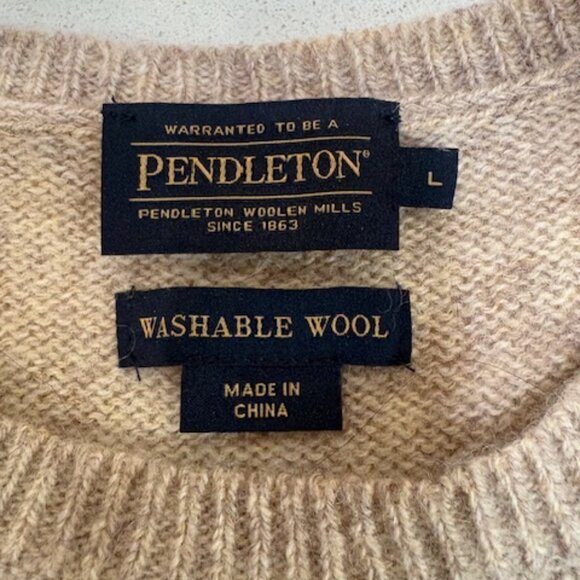 WARRANTED TO BE A
PENDLETON®
L
PENDLETON WOOLEN MILLS
SINCE 1863
WASHABLE WOOL
MADE IN
CHINA